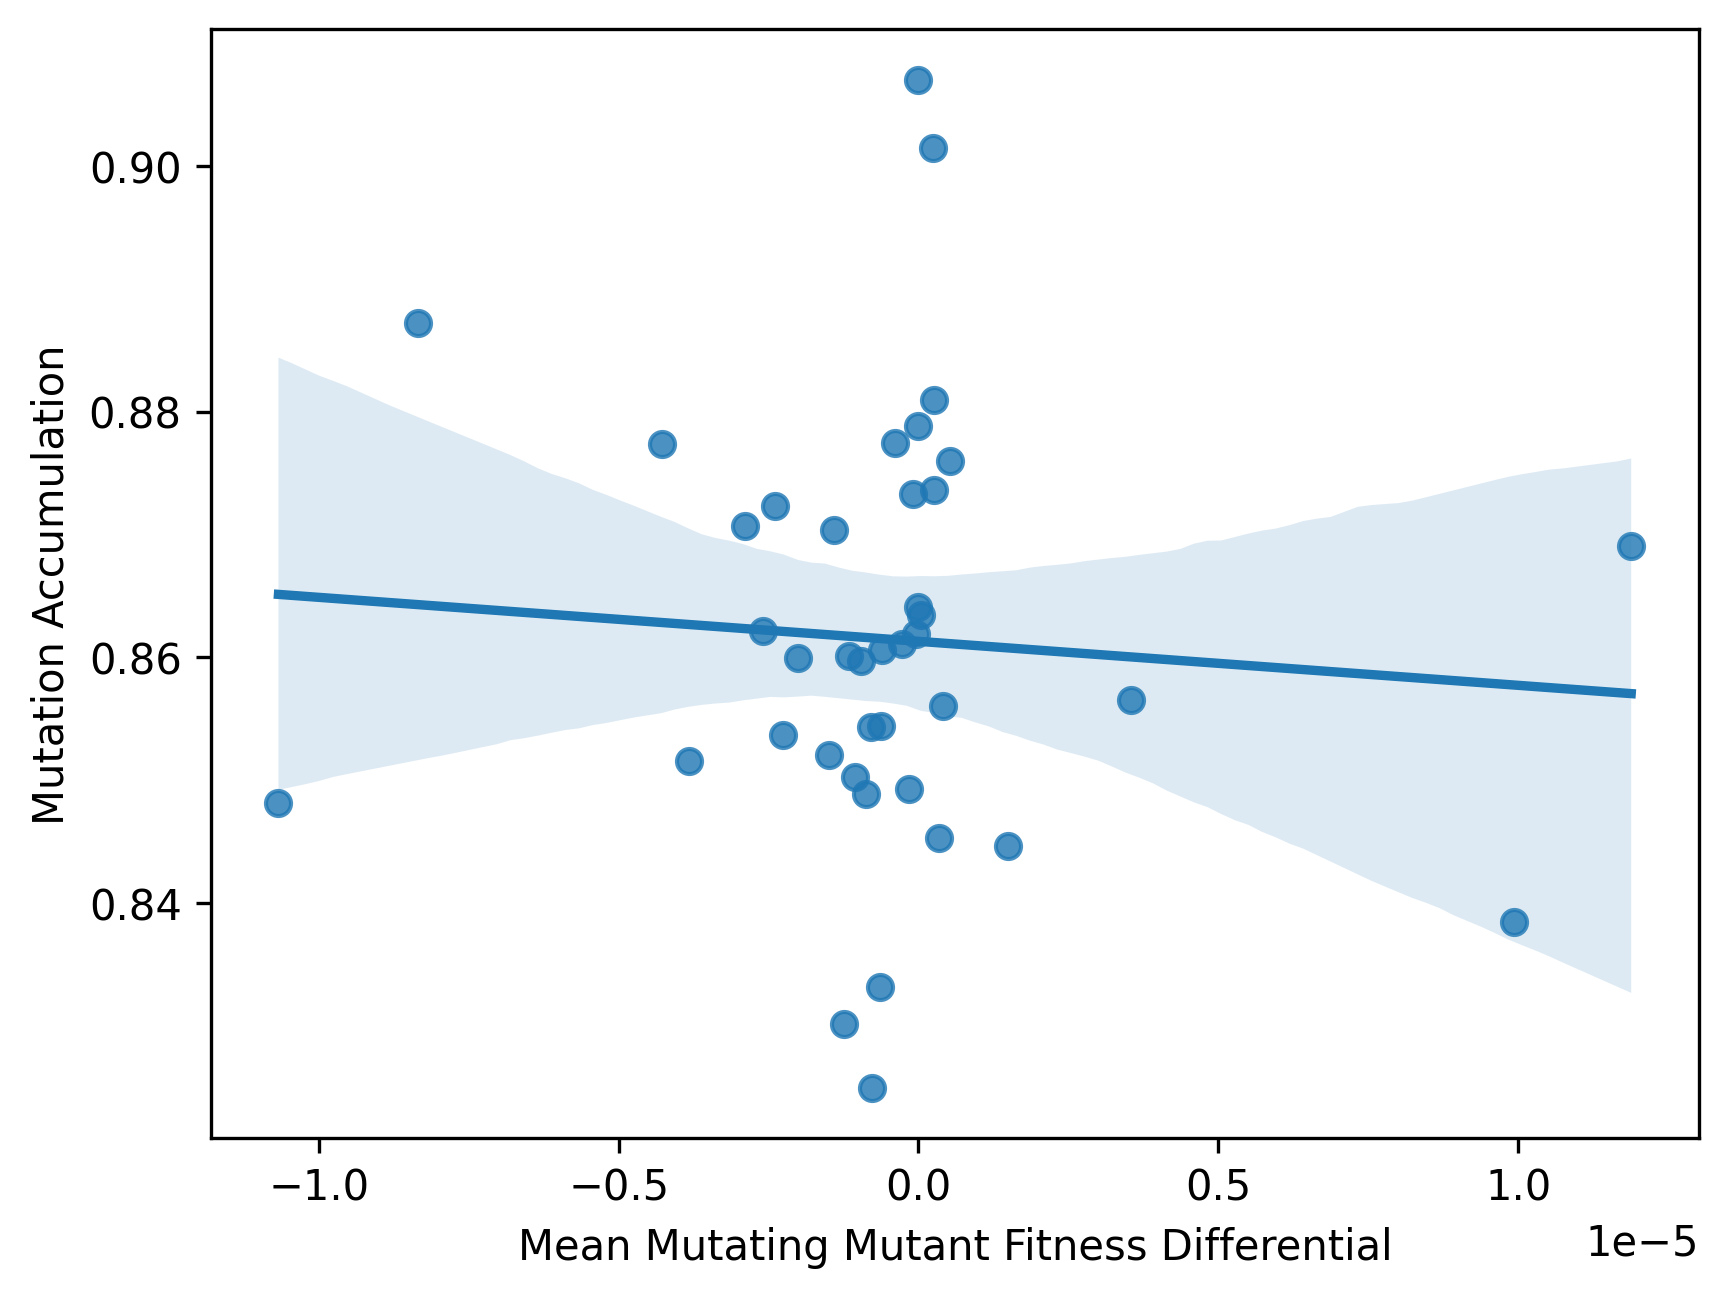 Mutation Accumulation
0.90
0.88
0.86
0.84
−1.0 −0.5 0.0 0.5 1.0
1e−5
Mean Mutating Mutant Fitness Differential